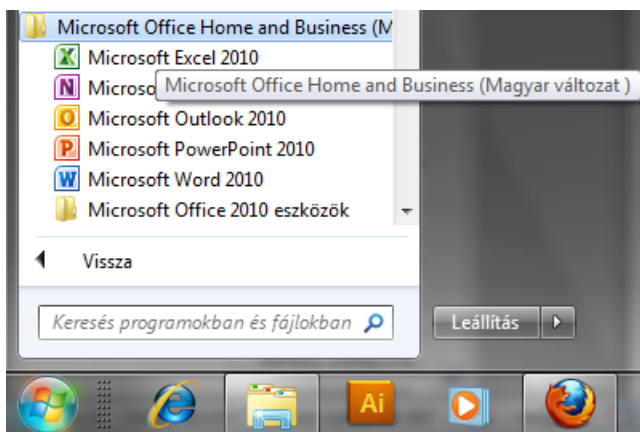 Microsoft Office Home and Business (M
Microsoft Excel 2010
Microso
Microsoft Office Home and Business (Magyar változat )
Microsoft Outlook 2010
Microsoft PowerPoint 2010
Microsoft Word 2010
Microsoft Office 2010 eszközök
Vissza
Keresés programokban és fájlokban
Leállítás
Ai